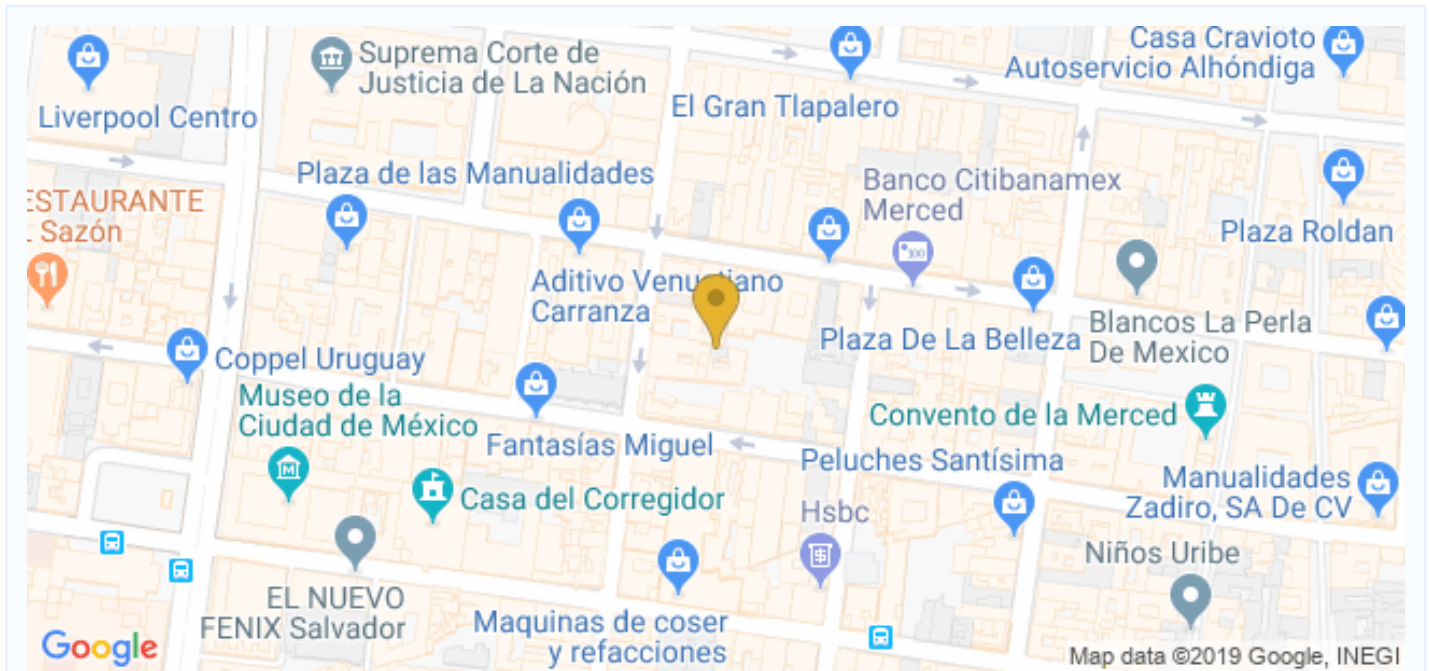 Suprema Corte de
Justicia de La Nación
Casa Cravioto
Autoservicio Alhóndiga
Liverpool Centro
El Gran Tlapalero
Plaza de las Manualidades
Banco Citibanamex
Merced
ESTAURANTE
Sazón
Plaza Roldan
Aditivo Venustiano
Carranza
Blancos La Perla
De Mexico
Plaza De La Belleza
Coppel Uruguay
Museo de la
Ciudad de México
Convento de la Merced
Fantasías Miguel
Peluches Santísima
Manualidades
Zadiro, SA De CV
Casa del Corregidor
Hsbc
Niños Uribe
EL NUEVO
FENIX Salvador
Maquinas de coser
y refacciones
Google
Map data ©2019 Google, INEGI